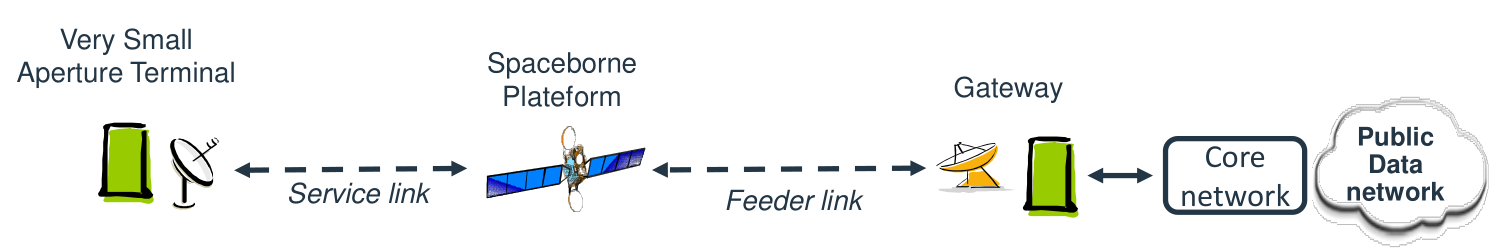 Very Small
Aperture Terminal
Spaceborne
Plateform
Gateway
Service link
Feeder link
Core
network
Public
Data
network